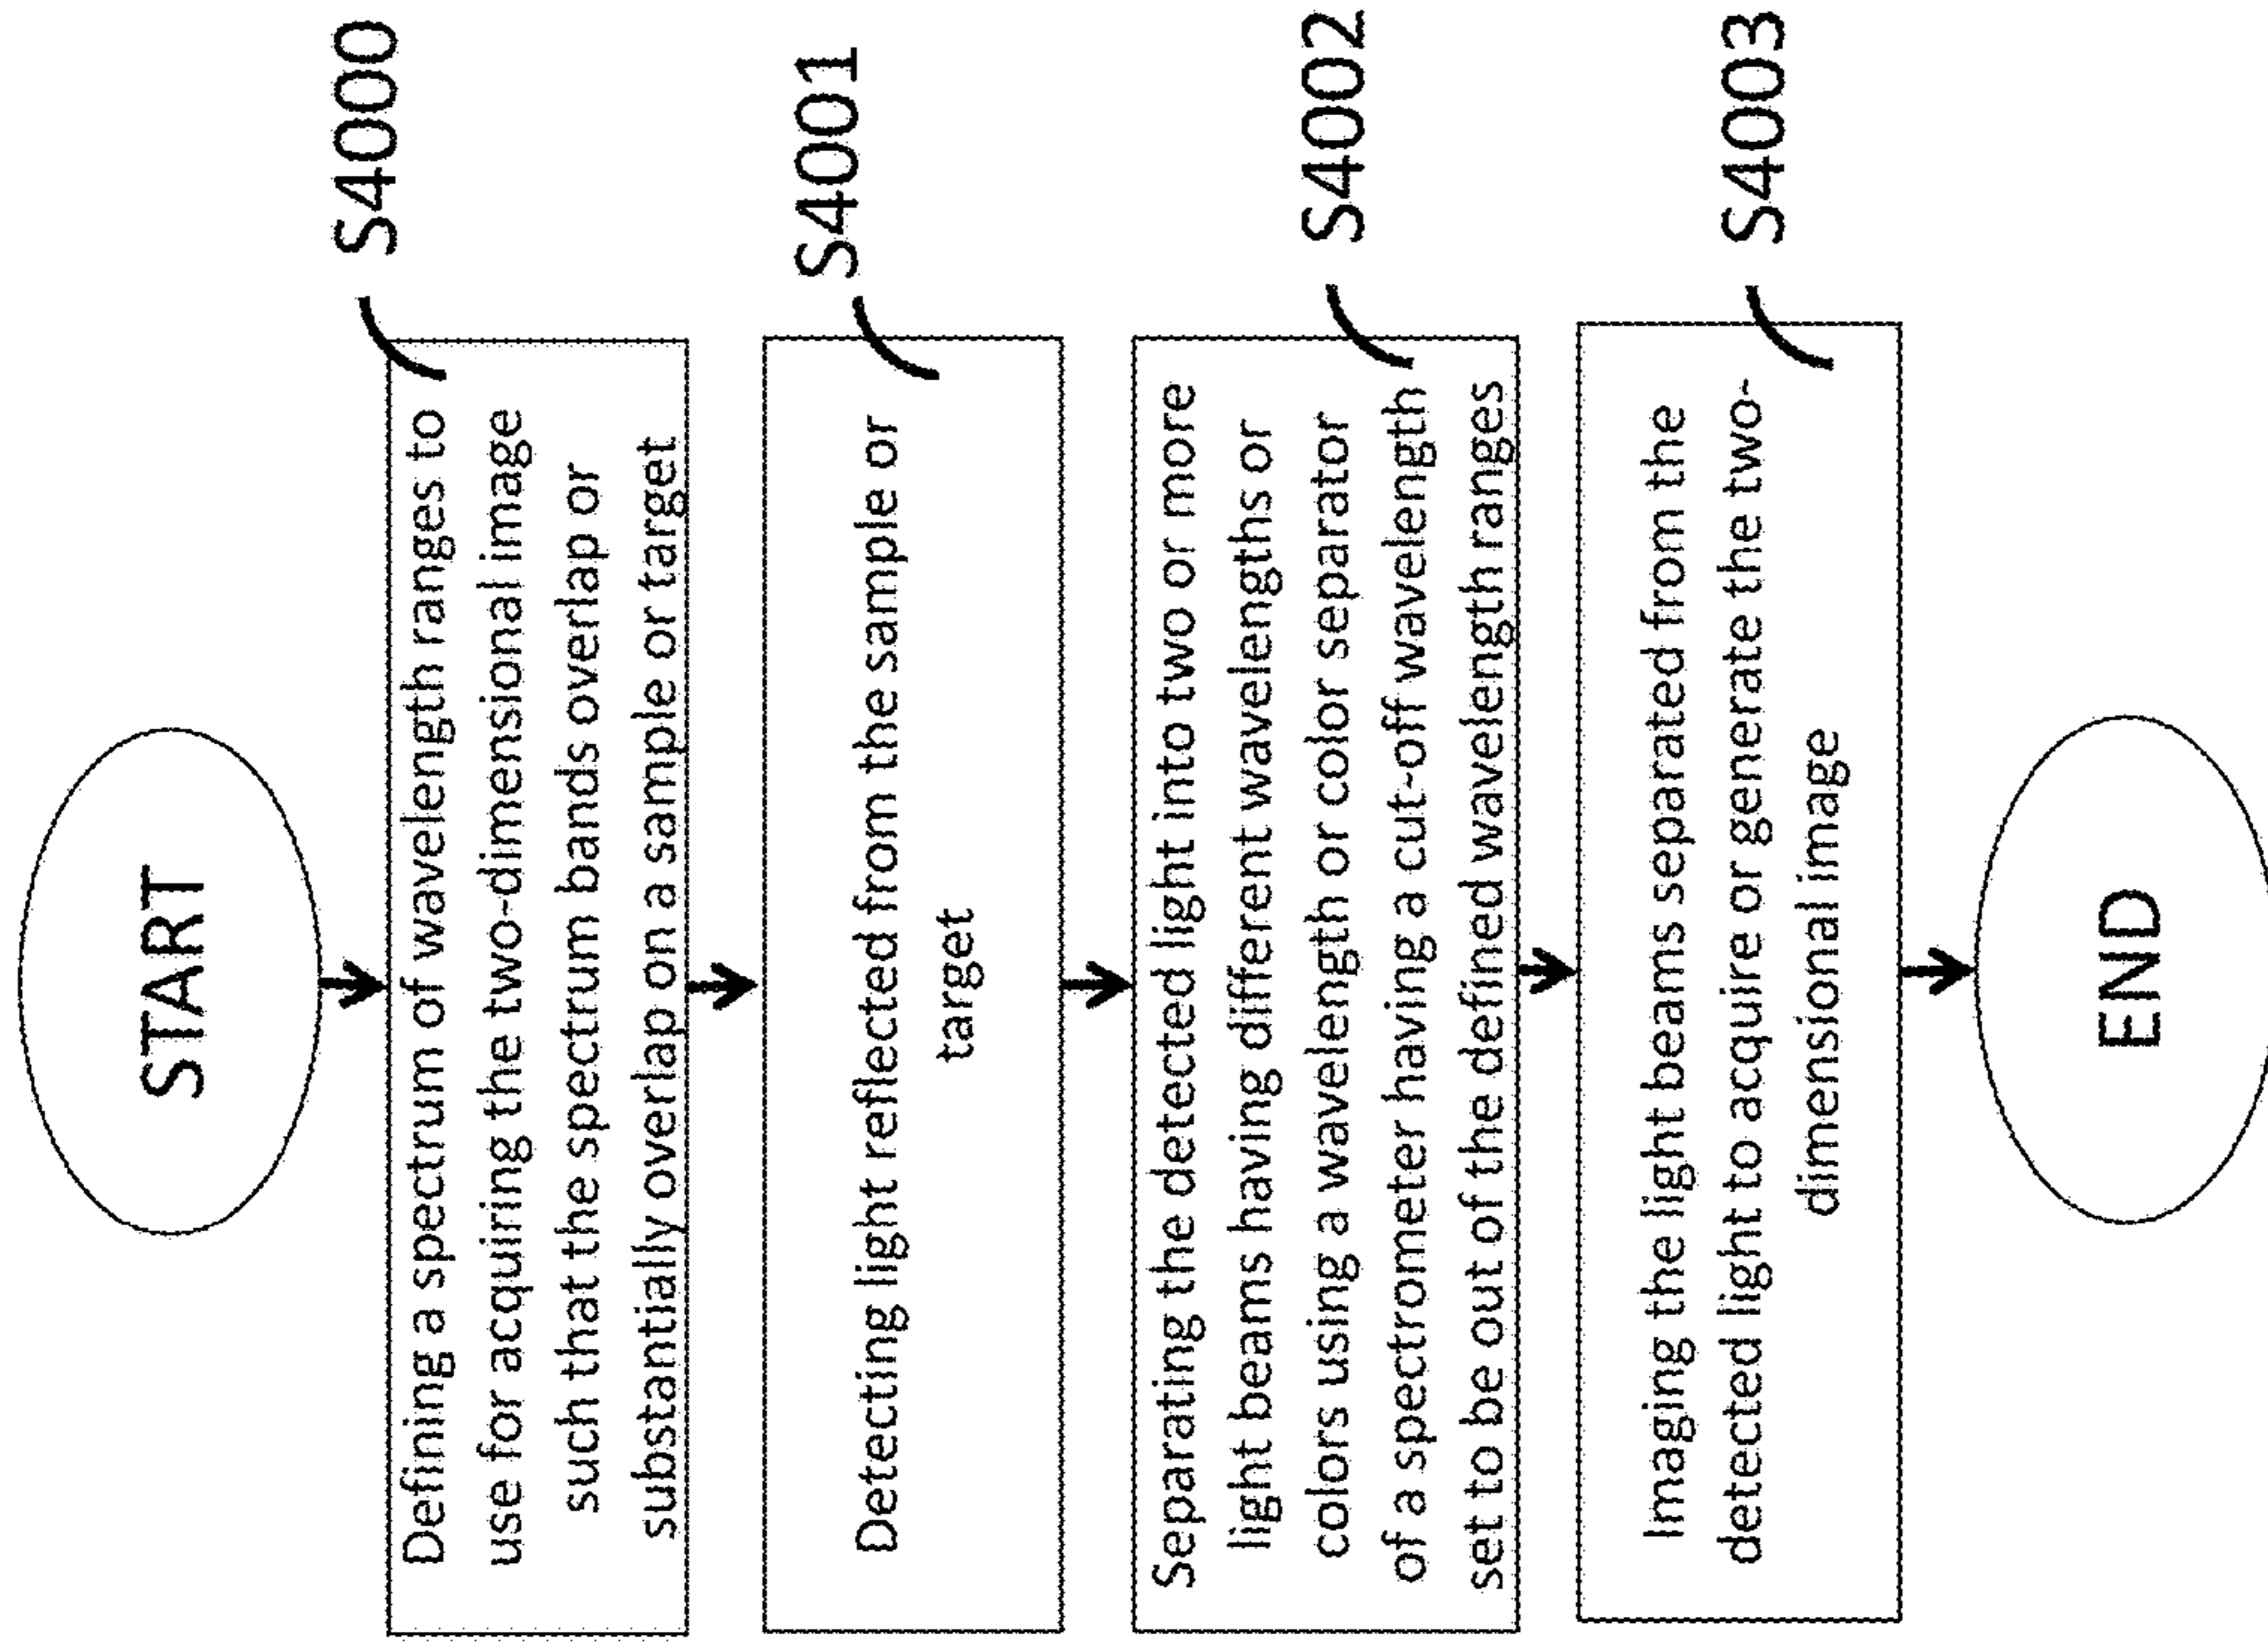 START
S4000
Defining a spectrum of wavelength ranges to
use for acquiring the two-dimensional image
such that the spectrum bands overlap or
substantially overlap on a sample or target
S4001
Detecting light reflected from the sample or
target
S4002
Separating the detected light into two or more
light beams having different wavelengths or
colors using a wavelength or color separator
of a spectrometer having a cut-off wavelength
set to be out of the defined wavelength ranges
S4003
Imaging the light beams separated from the
detected light to acquire or generate the two-
dimensional image
END